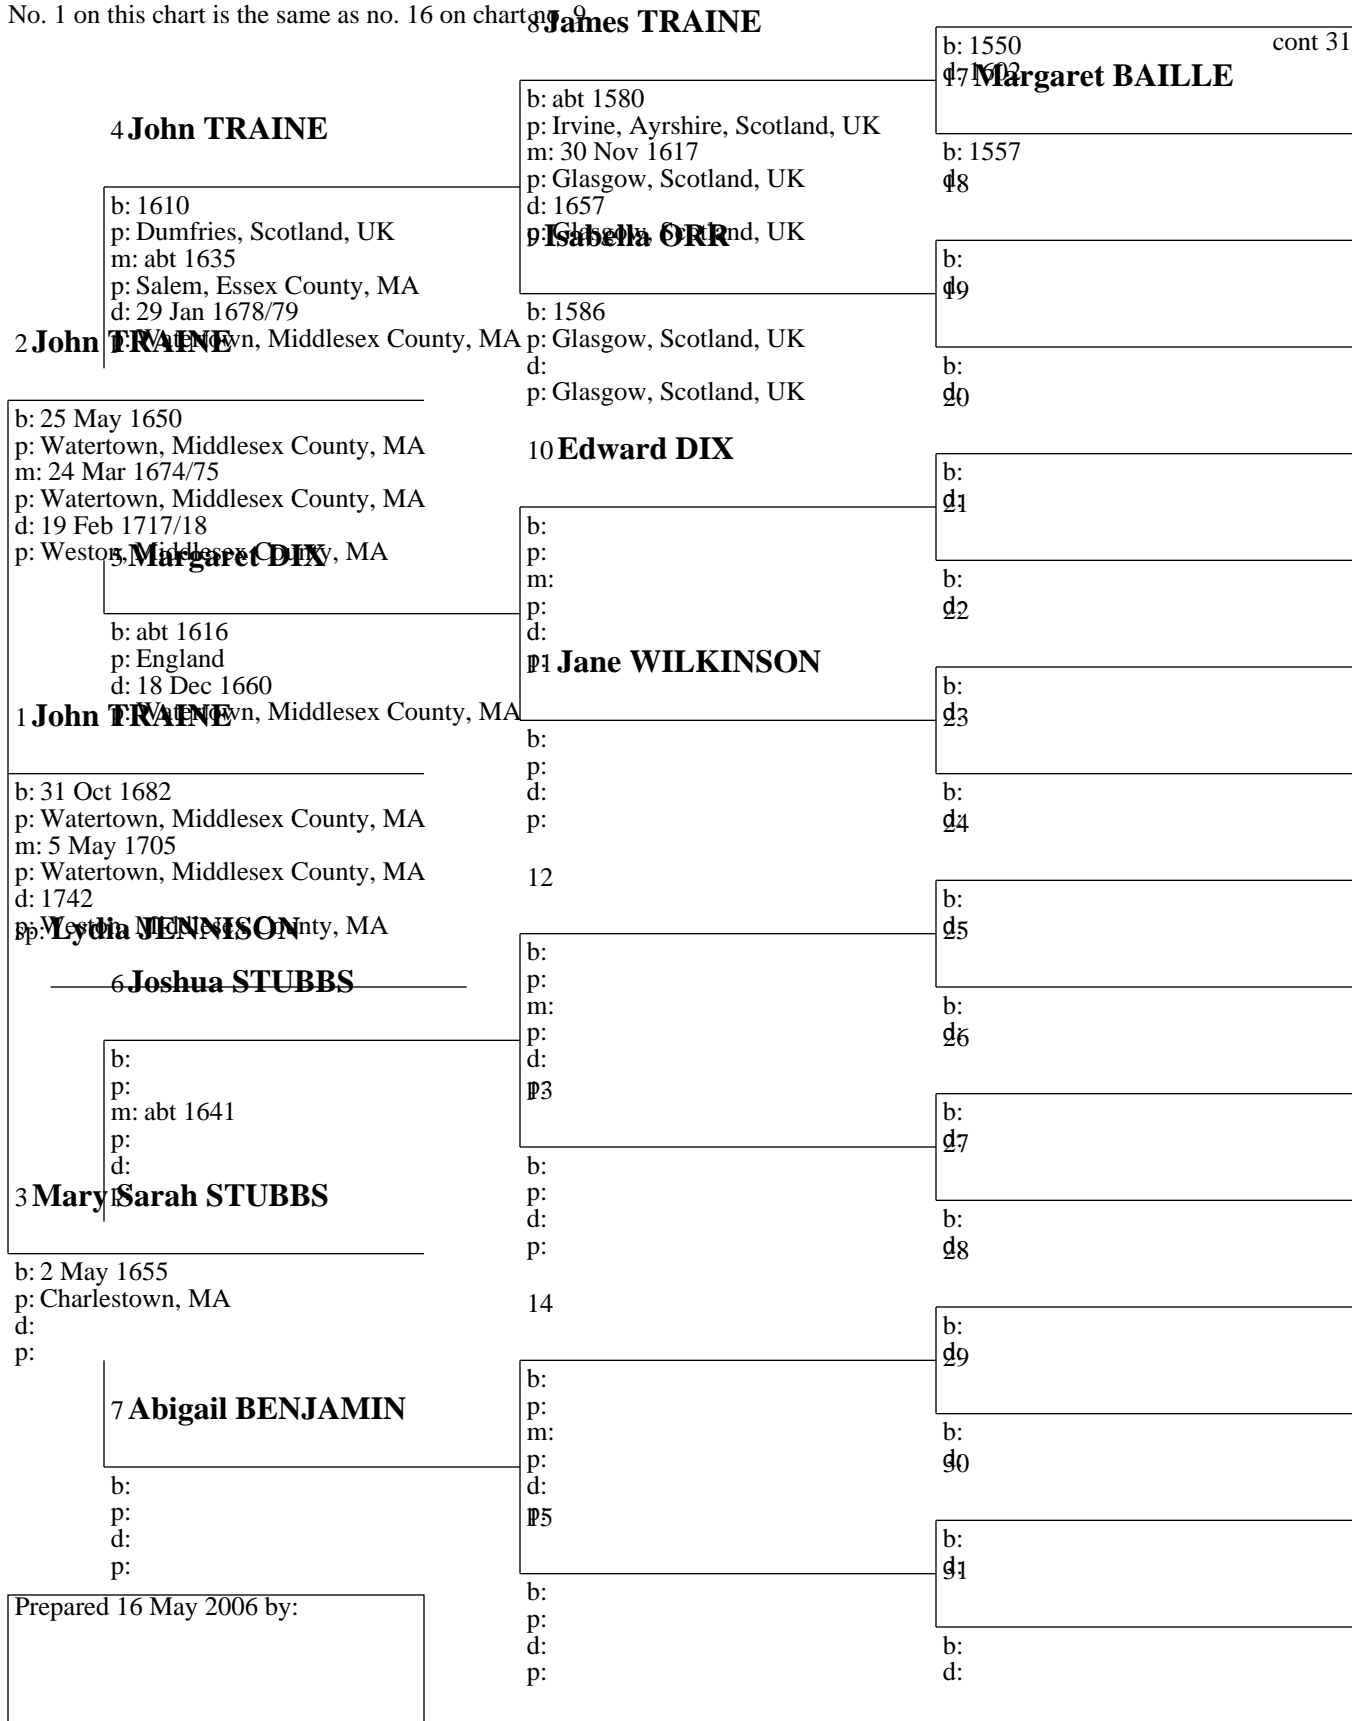 No. 1 on this chart is the same as no. 16 on chart no. 9
8 James TRAINE
b: 1550
cont 31
d: 1602
17 Margaret BAILLE
b: abt 1580
p: Irvine, Ayrshire, Scotland, UK
m: 30 Nov 1617
p: Glasgow, Scotland, UK
d: 1657
p: Glasgow, Scotland, UK
4 John TRAINE
b: 1557
d:
18
b: 1610
p: Dumfries, Scotland, UK
m: abt 1635
p: Salem, Essex County, MA
d: 29 Jan 1678/79
p: Watertown, Middlesex County, MA
9 Isabella ORR
b:
d:
19
b: 1586
p: Glasgow, Scotland, UK
d:
p: Glasgow, Scotland, UK
2 John TRAINE
b:
d:
20
b: 25 May 1650
p: Watertown, Middlesex County, MA
m: 24 Mar 1674/75
p: Watertown, Middlesex County, MA
d: 19 Feb 1717/18
p: Weston, Middlesex County, MA
10 Edward DIX
b:
d:
21
b:
p:
m:
p:
d:
p:
5 Margaret DIX
b:
d:
22
b: abt 1616
p: England
d: 18 Dec 1660
p: Watertown, Middlesex County, MA
11 Jane WILKINSON
b:
d:
23
b:
p:
d:
p:
1 John TRAINE
b:
d:
24
b: 31 Oct 1682
p: Watertown, Middlesex County, MA
m: 5 May 1705
p: Watertown, Middlesex County, MA
d: 1742
p: Weston, Middlesex County, MA
sp: Lydia JENNISON
12
b:
d:
25
b:
p:
m:
p:
d:
p:
6 Joshua STUBBS
b:
d:
26
b:
p:
m: abt 1641
p:
d:
p:
13
b:
d:
27
b:
p:
d:
p:
3 Mary Sarah STUBBS
b:
d:
28
b: 2 May 1655
p: Charlestown, MA
d:
p:
14
b:
d:
29
b:
p:
m:
p:
d:
p:
7 Abigail BENJAMIN
b:
d:
30
b:
p:
d:
p:
15
b:
d:
31
b:
p:
d:
p:
b:
d:
Prepared 16 May 2006 by: